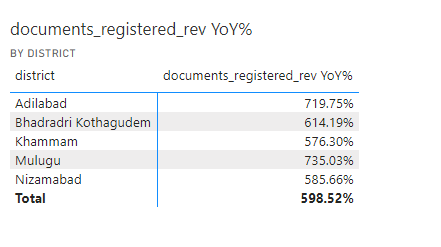 documents_registered_rev YoY%
BY DISTRICT
district documents_registered_rev YoY%
Adilabad 719.75%
Bhadradri Kothagudem 614.19%
Khammam 576.30%
Mulugu 735.03%
Nizamabad 585.66%
Total 598.52%